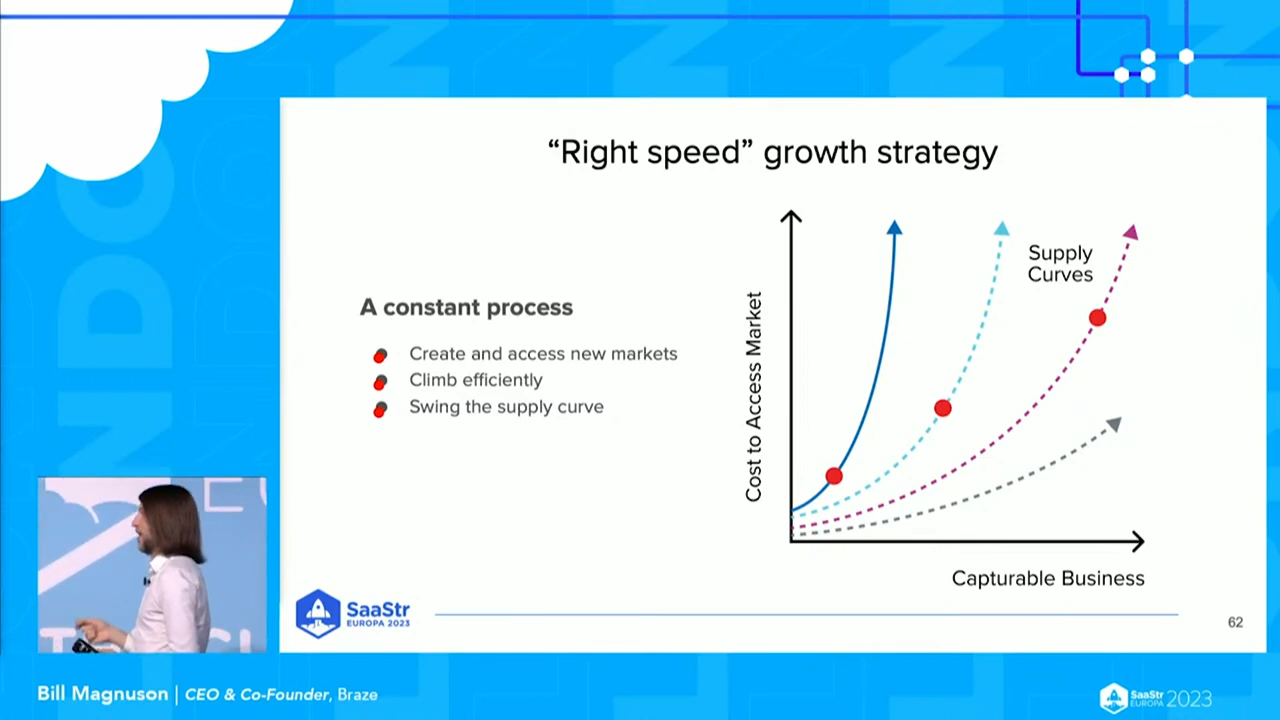 “Right speed” growth strategy
A constant process
Create and access new markets
Climb efficiently
Swing the supply curve
Cost to Access Market
Supply
Curves
Capturable Business
SaaStr
EUROPA 2023
62
Bill Magnuson | CEO & Co-Founder, Braze
SaaStr
EUROPA
2023